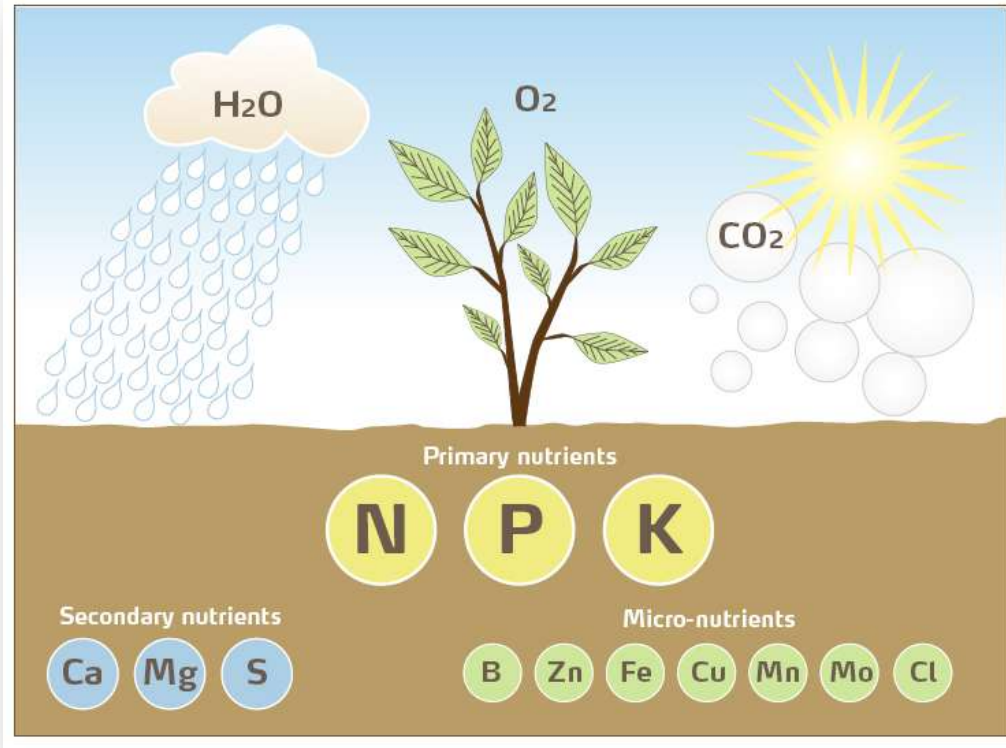 H2O
O2
CO2
Primary nutrients
N P K
Secondary nutrients
Ca Mg S
Micro-nutrients
B Zn Fe Cu Mn Mo Cl